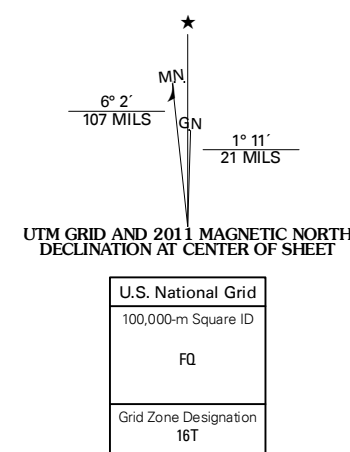 ★
MN.
GN
6° 2´
107 MILS
1° 11´
21 MILS
UTM GRID AND 2011 MAGNETIC NORTH
DECLINATION AT CENTER OF SHEET
U.S. National Grid
100,000-m Square ID
FQ
Grid Zone Designation
16T